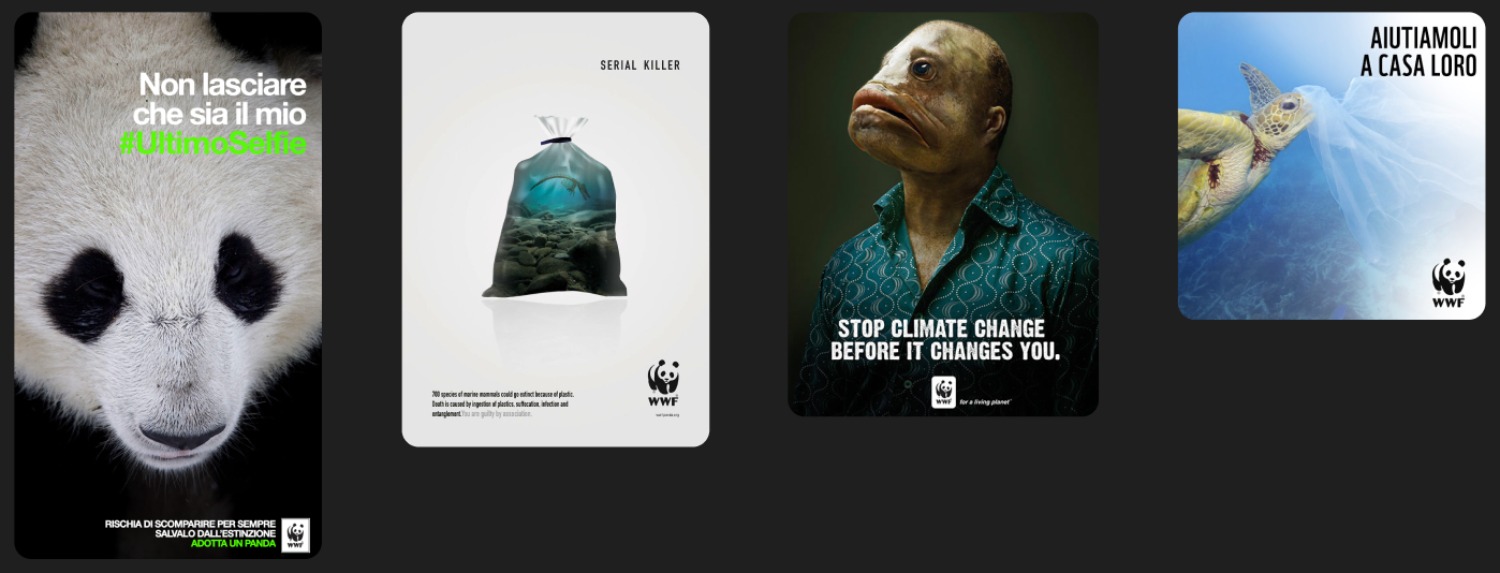 Non lasciare
che sia il mio
#UltimoSelfie
RISCHIA DI SCOMPARIRE PER SEMPRE
SALVALO DALL'ESTINZIONE
ADOTTA UN PANDA
WWF
SERIAL KILLER
700 species of marine mammals could go extinct because of plastic.
Death is caused by ingestion of plastics, suffocation, infection and
entanglement.You are guilty by association.
WWF
STOP CLIMATE CHANGE
BEFORE IT CHANGES YOU.
WWF
for a living planet
AIUTIAMOLI
A CASA LORO
WWF